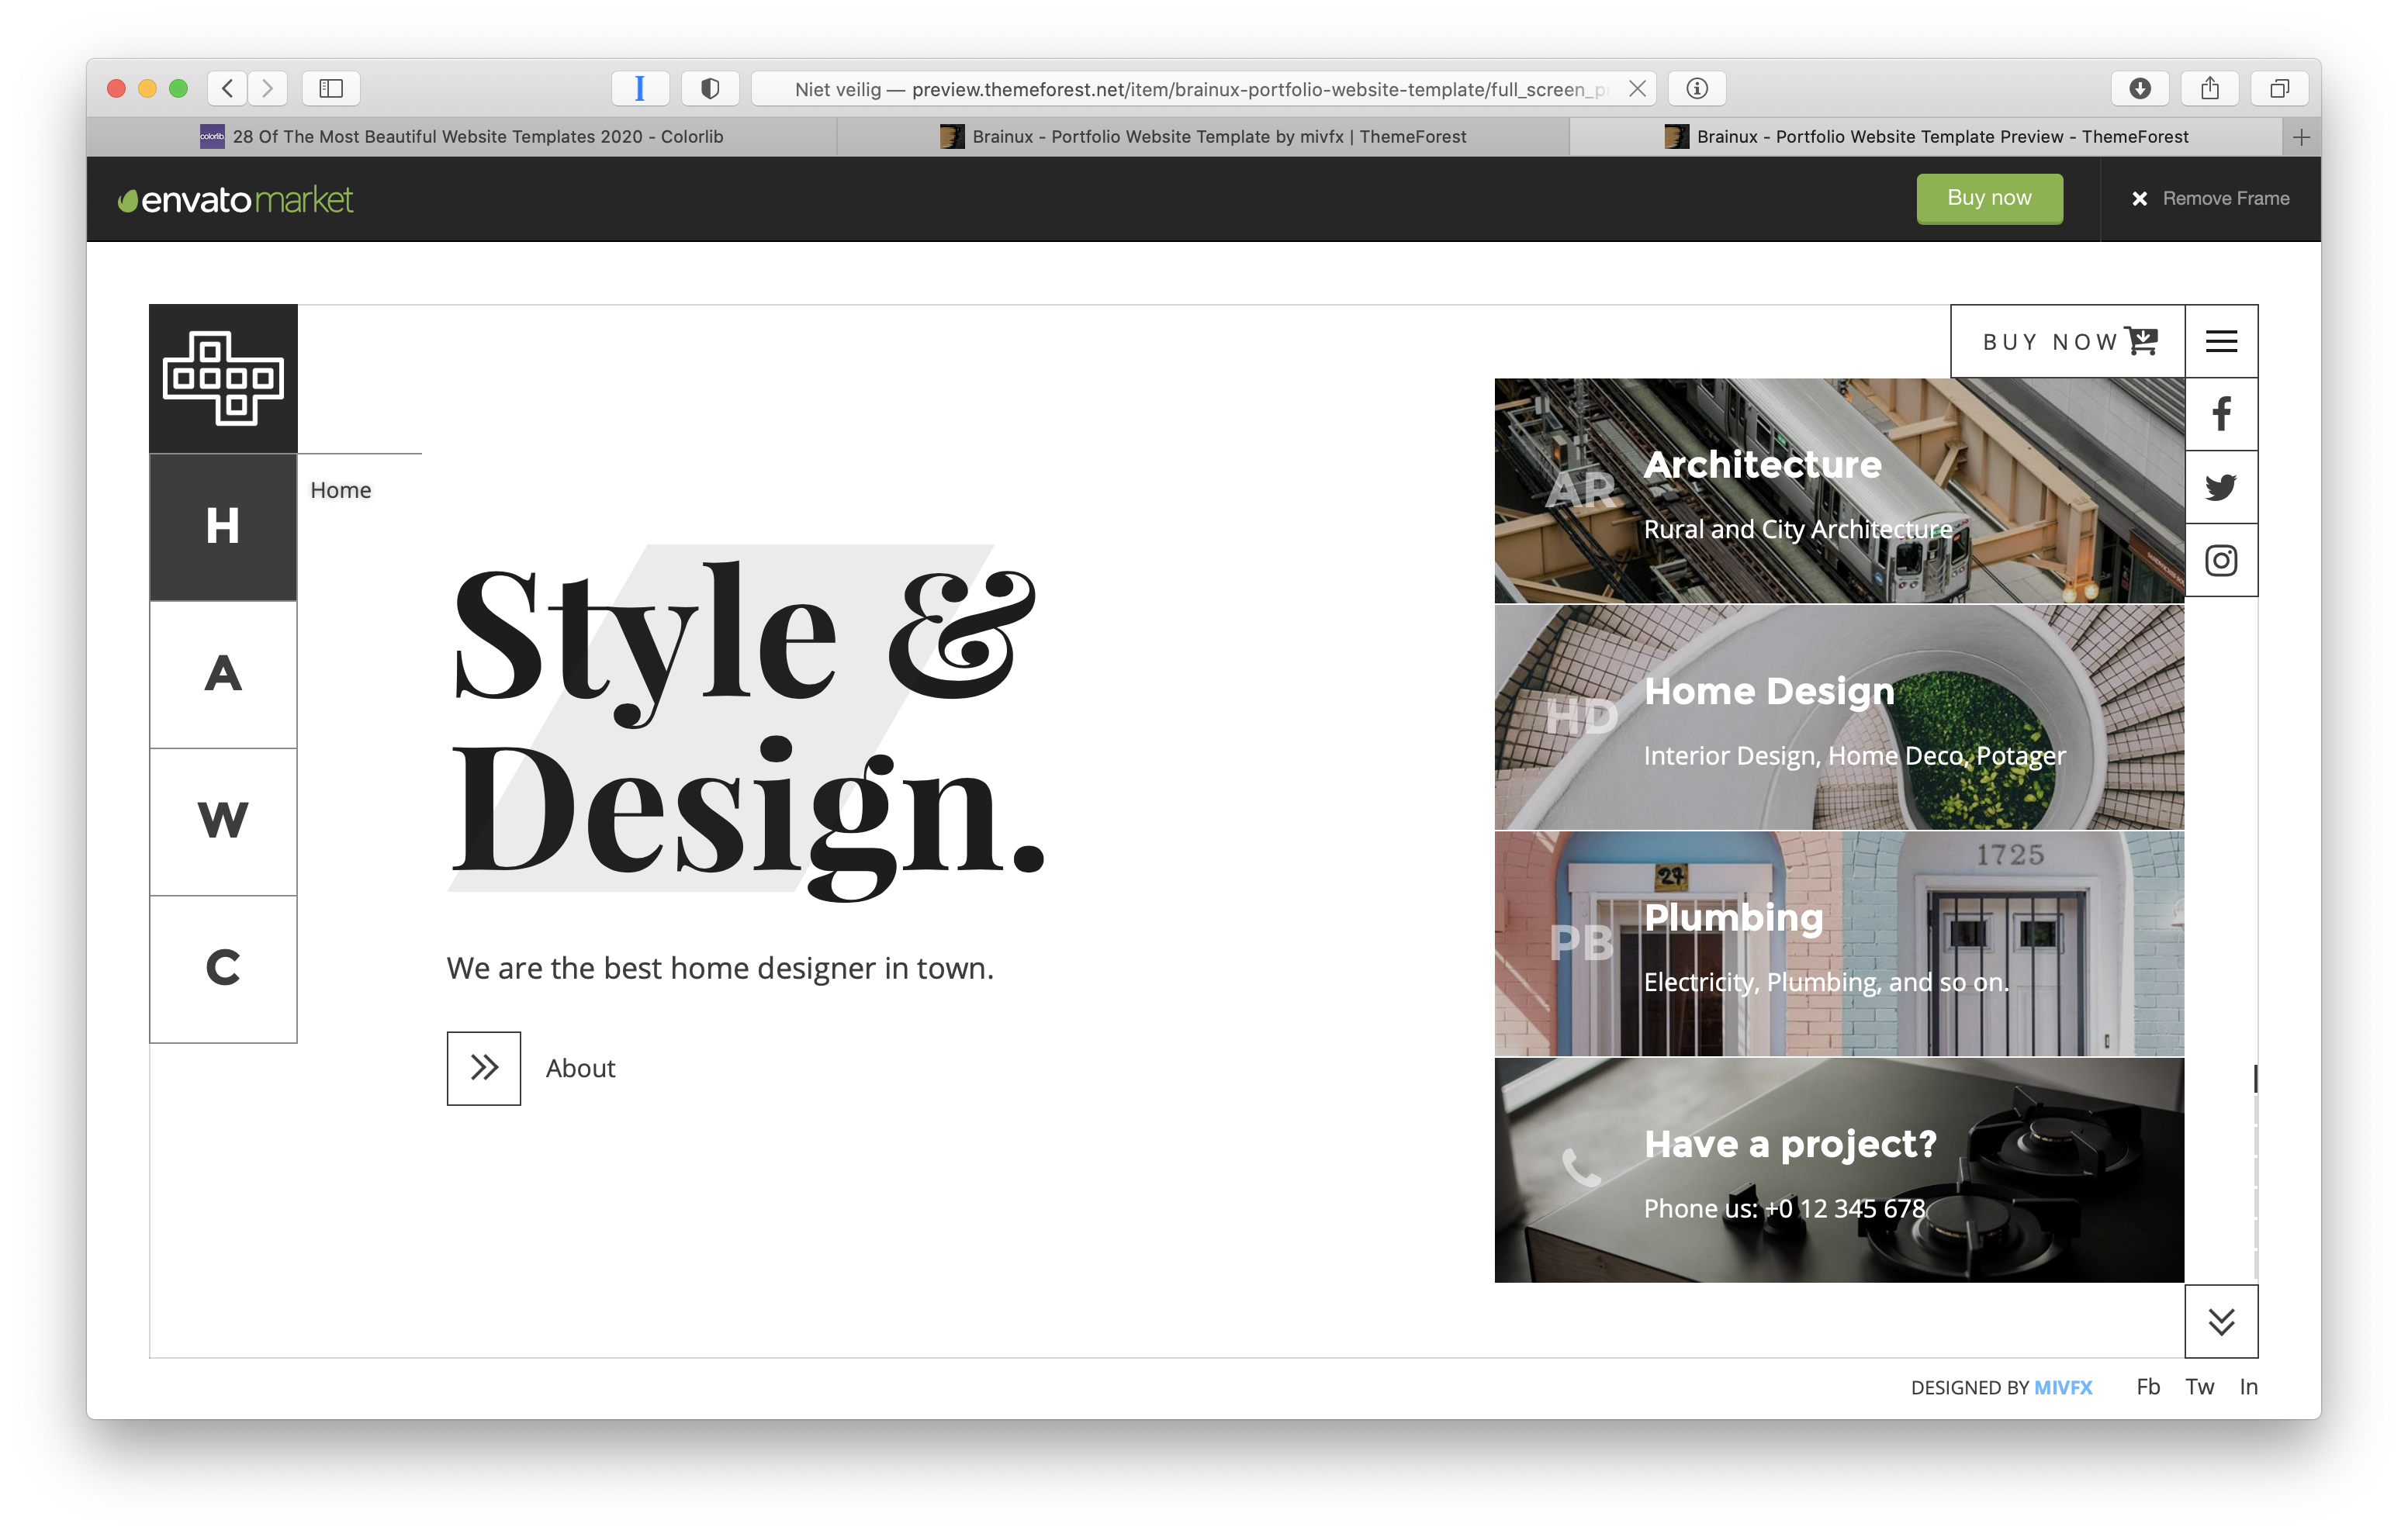 Niet veilig — preview.themeforest.net/item/brainux-portfolio-website-template/full_screen_p
28 Of The Most Beautiful Website Templates 2020 - Colorlib
Brainux - Portfolio Website Template by mivfx | ThemeForest
Brainux - Portfolio Website Template Preview - ThemeForest
envato market
Buy now
Remove Frame
BUY NOW
H
Home
A
W
C
Style &
Design.
We are the best home designer in town.
About
AR
Architecture
Rural and City Architecture
HD
Home Design
Interior Design, Home Deco, Potager
1725
27
PB
Plumbing
Electricity, Plumbing, and so on.
Have a project?
Phone us: +0 12 345 678
DESIGNED BY MIVFX
Fb
Tw
In